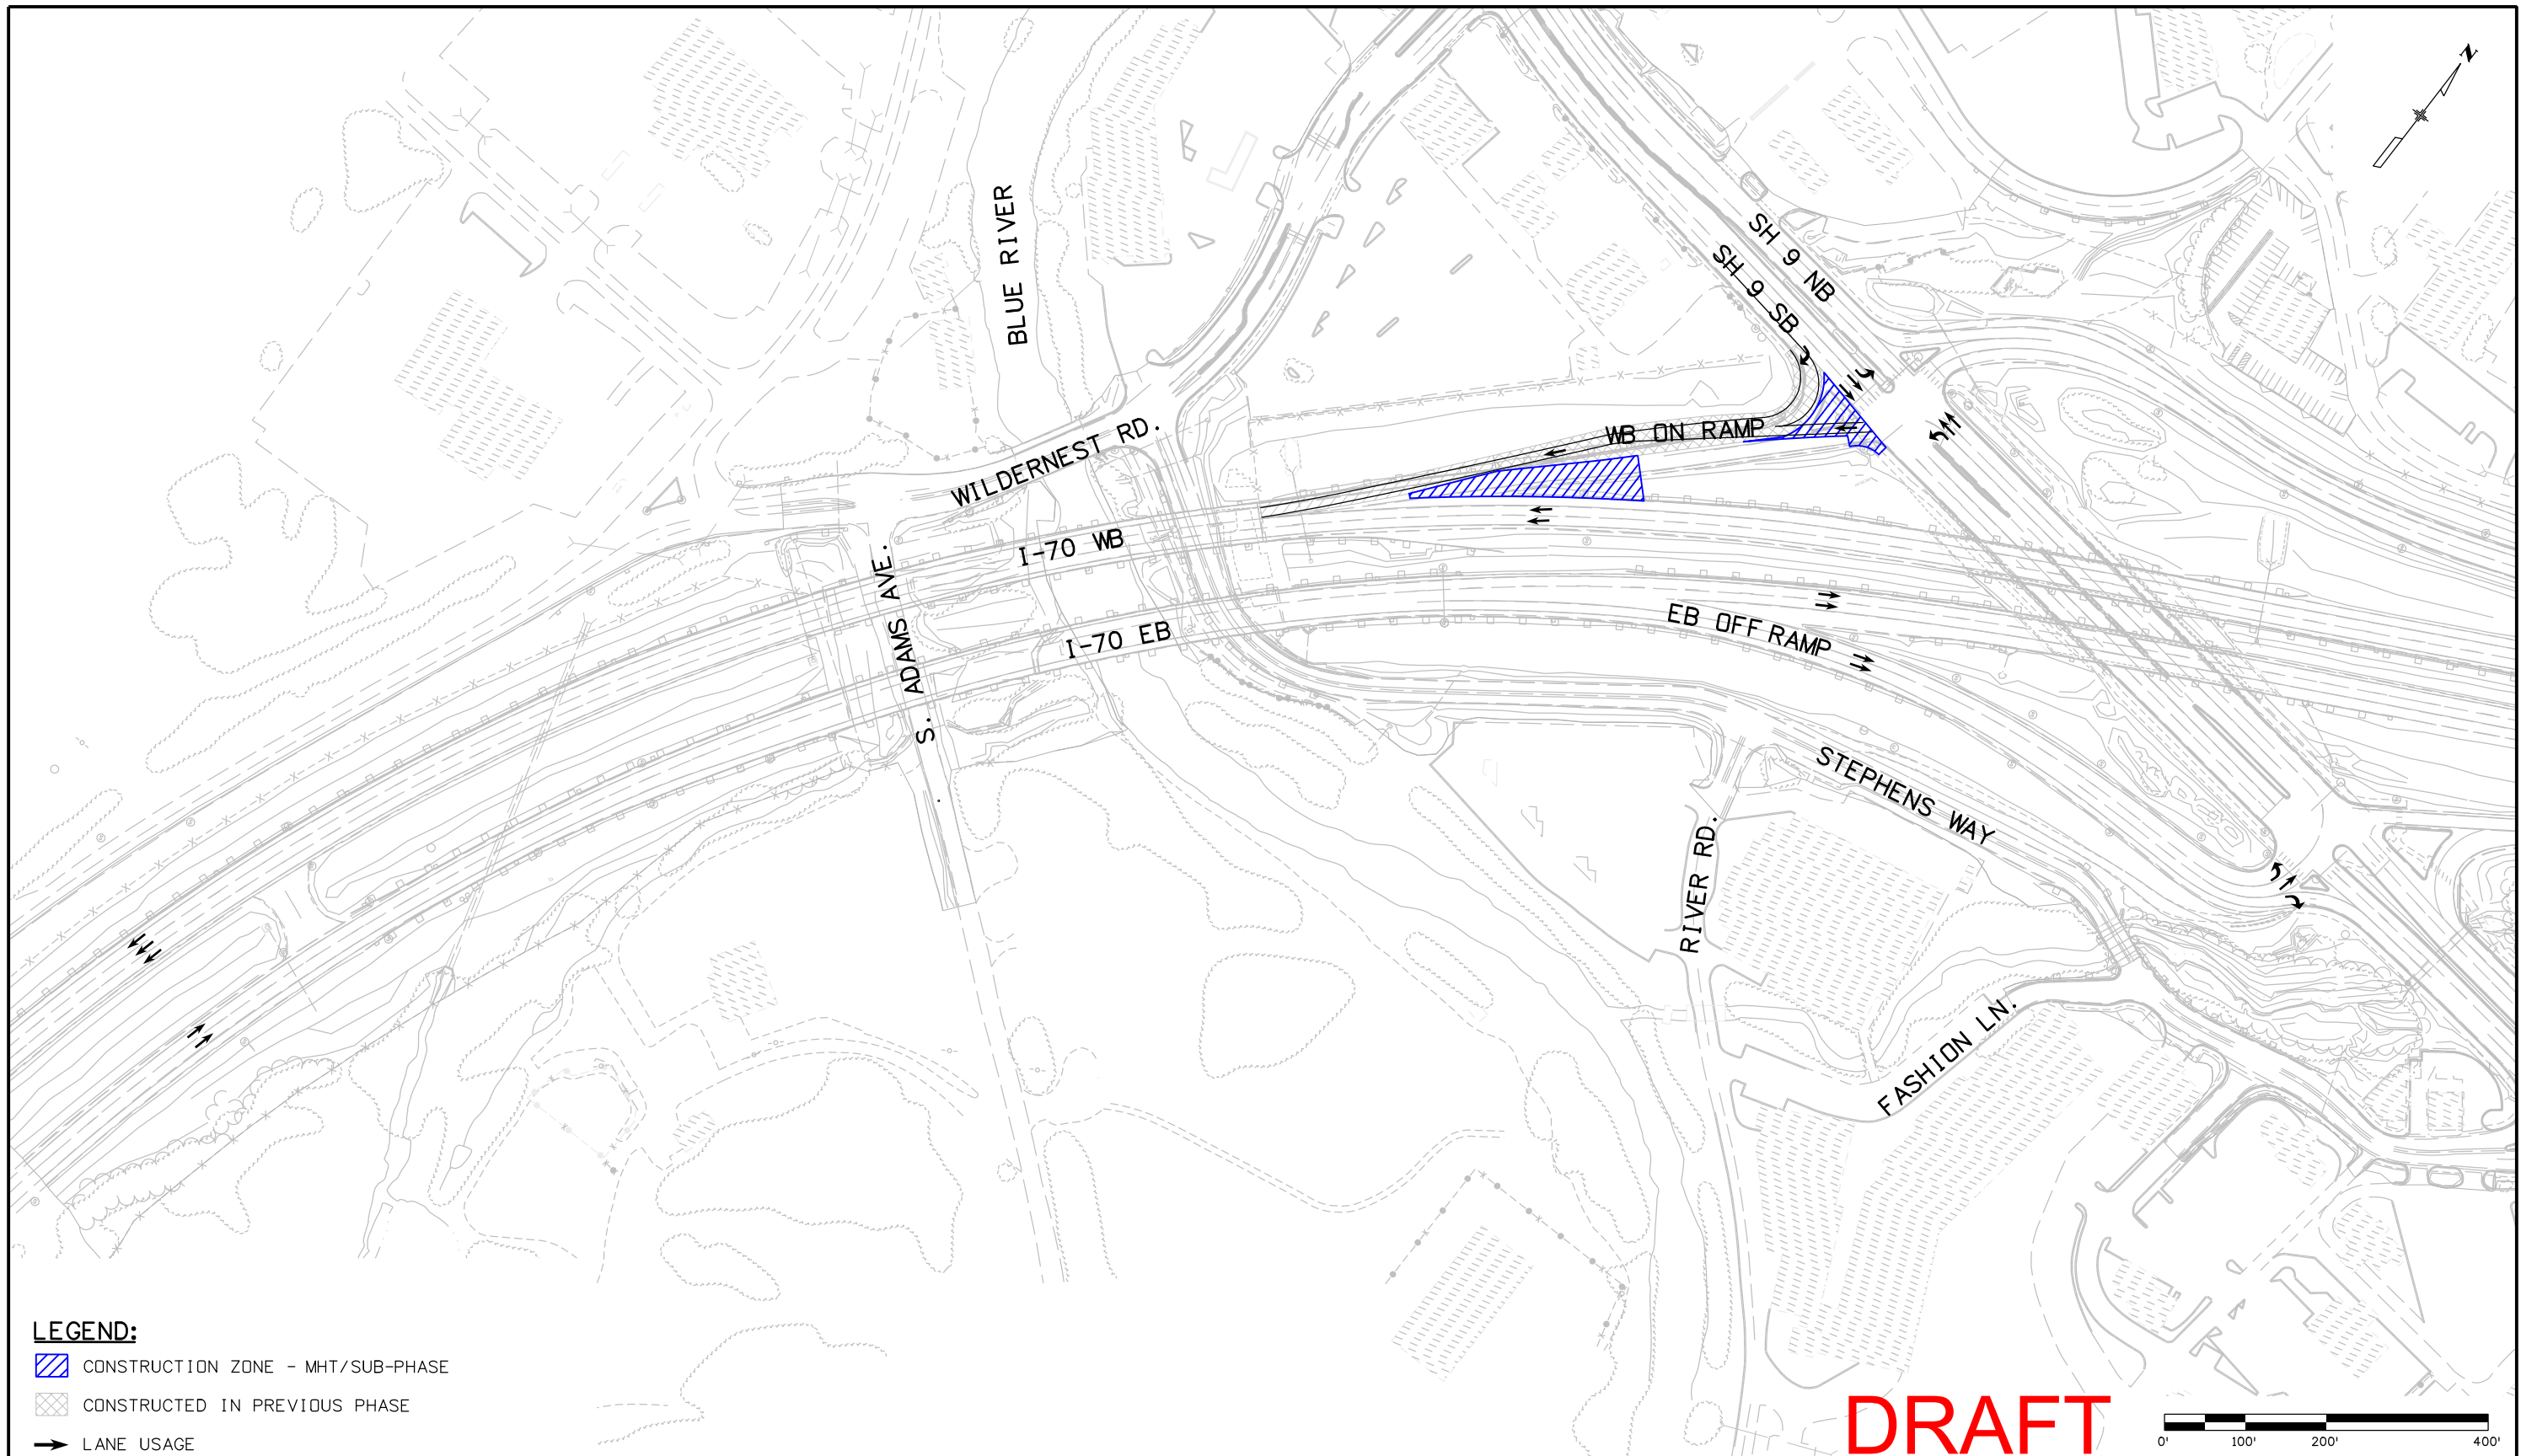 N
SH 9 NB
SH 9 SB
BLUE RIVER
WB ON RAMP
WILDERNEST RD.
I-70 WB
S. ADAMS AVE.
I-70 EB
EB OFF RAMP
STEPHENS WAY
RIVER RD.
FASHION LN.
LEGEND:
CONSTRUCTION ZONE - MHT/SUB-PHASE
CONSTRUCTED IN PREVIOUS PHASE
LANE USAGE
DRAFT
0' 100' 200' 400'